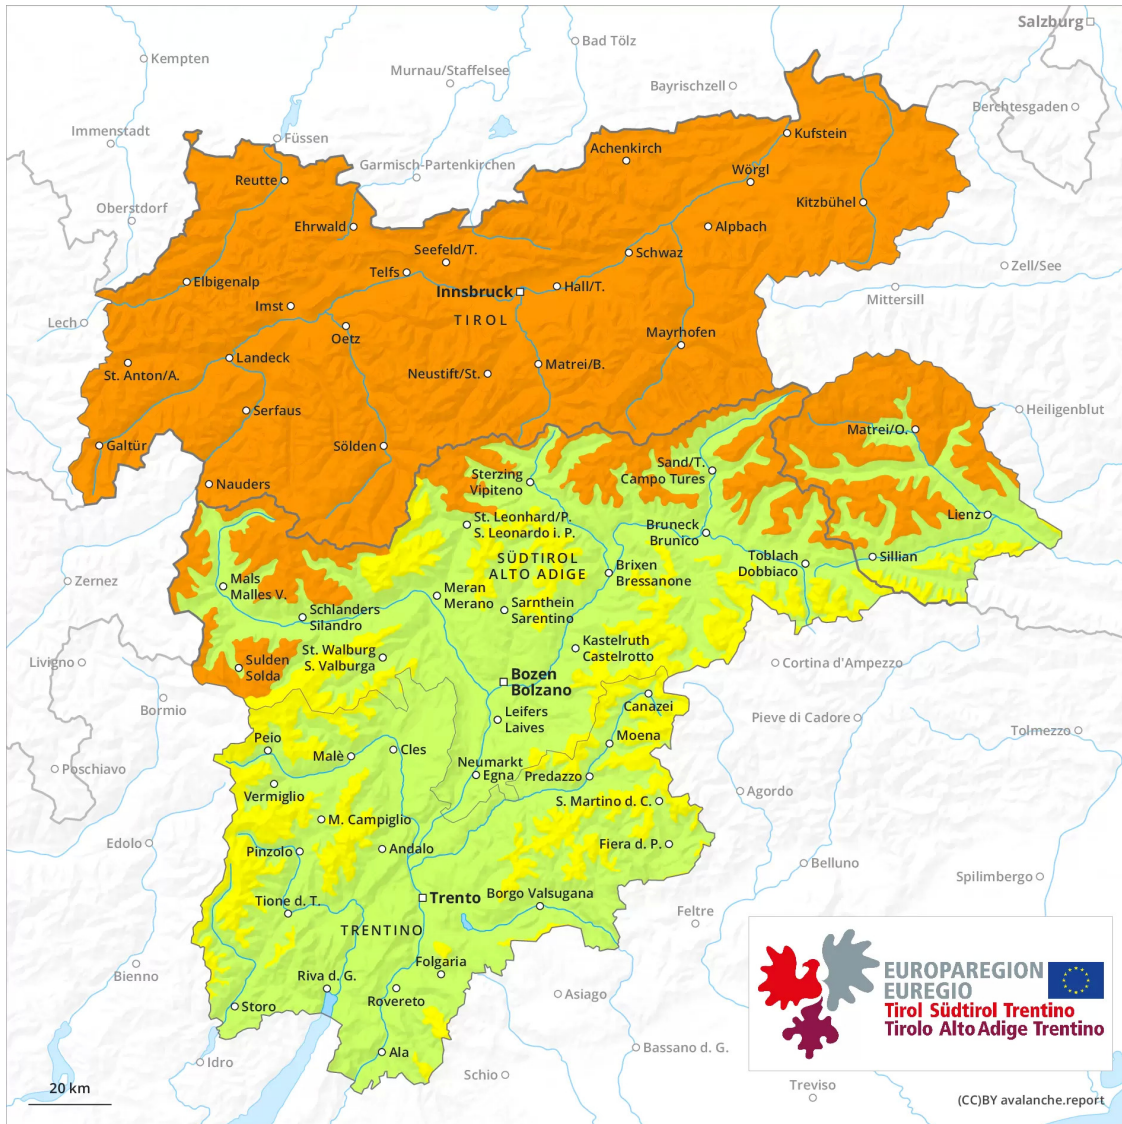 Salzburg
Bad Tölz
Kempten
Murnau/Staffelsee
Bayrischzell
Berchtesgaden
Immenstadt
Füssen
Kufstein
Achenkirch
Garmisch-Partenkirchen
Wörgl
Reutte
Oberstdorf
Kitzbühel
Ehrwald
Alpbach
Seefeld/T.
Schwaz
Telfs
Zell/See
Elbigenalp
Innsbruck
Hall/T.
Mittersill
Imst
TIROL
Lech
Oetz
Mayrhofen
Landeck
Matrei/B.
St. Anton/A.
Neustift/St.
Serfaus
Heiligenblut
Matrei/O.
Galtür
Sölden
Sterzing
Vipiteno
Sand/T.
Campo Tures
Nauders
Lienz
St. Leonhard/P.
S. Leonardo i. P.
Bruneck
Brunico
SÜDTIROL
ALTO ADIGE
Toblach
Dobbiaco
Sillian
Brixen
Bressanone
Zernez
Mals
Malles V.
Meran
Merano
Sarnthein
Sarentino
Schlanders
Silandro
Kastelruth
Castelrotto
St. Walburg
S. Valburga
Livigno
Sulden
Solda
Cortina d'Ampezzo
Bozen
Bolzano
Bormio
Canazei
Leifers
Laives
Pieve di Cadore
Tolmezzo
Peio
Moena
Malè
Cles
Neumarkt
Egna
Predazzo
Poschiavo
Vermiglio
Agordo
S. Martino d. C.
M. Campiglio
Edolo
Pinzolo
Andalo
Fiera d. P.
Belluno
Spilimbergo
Tione d. T.
Trento
Borgo Valsugana
Feltre
TRENTINO
Folgaria
Bienno
Riva d. G.
Rovereto
Asiago
Storo
Ala
Bassano d. G.
Idro
Schio
Treviso
EUROPAREGION
EUREGIO
Tirol Südtirol Trentino
Tirolo Alto Adige Trentino
20 km
(CC)BY avalanche.report